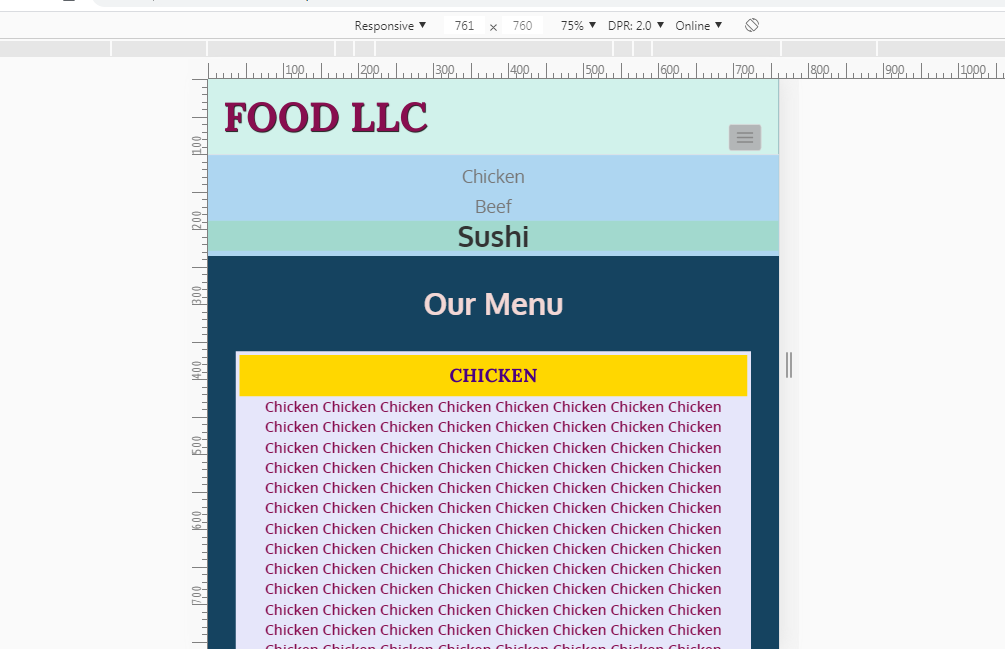 Responsive ▼ 761 × 760 75% ▼ DPR: 2.0 ▼ Online ▼
100 200 300 400 500 600 700 800 900 1000
100
200
300
400
500
600
700
FOOD LLC
Chicken
Beef
Sushi
Our Menu
CHICKEN
Chicken Chicken Chicken Chicken Chicken Chicken Chicken Chicken
Chicken Chicken Chicken Chicken Chicken Chicken Chicken Chicken
Chicken Chicken Chicken Chicken Chicken Chicken Chicken Chicken
Chicken Chicken Chicken Chicken Chicken Chicken Chicken Chicken
Chicken Chicken Chicken Chicken Chicken Chicken Chicken Chicken
Chicken Chicken Chicken Chicken Chicken Chicken Chicken Chicken
Chicken Chicken Chicken Chicken Chicken Chicken Chicken Chicken
Chicken Chicken Chicken Chicken Chicken Chicken Chicken Chicken
Chicken Chicken Chicken Chicken Chicken Chicken Chicken Chicken
Chicken Chicken Chicken Chicken Chicken Chicken Chicken Chicken
Chicken Chicken Chicken Chicken Chicken Chicken Chicken Chicken
Chicken Chicken Chicken Chicken Chicken Chicken Chicken Chicken